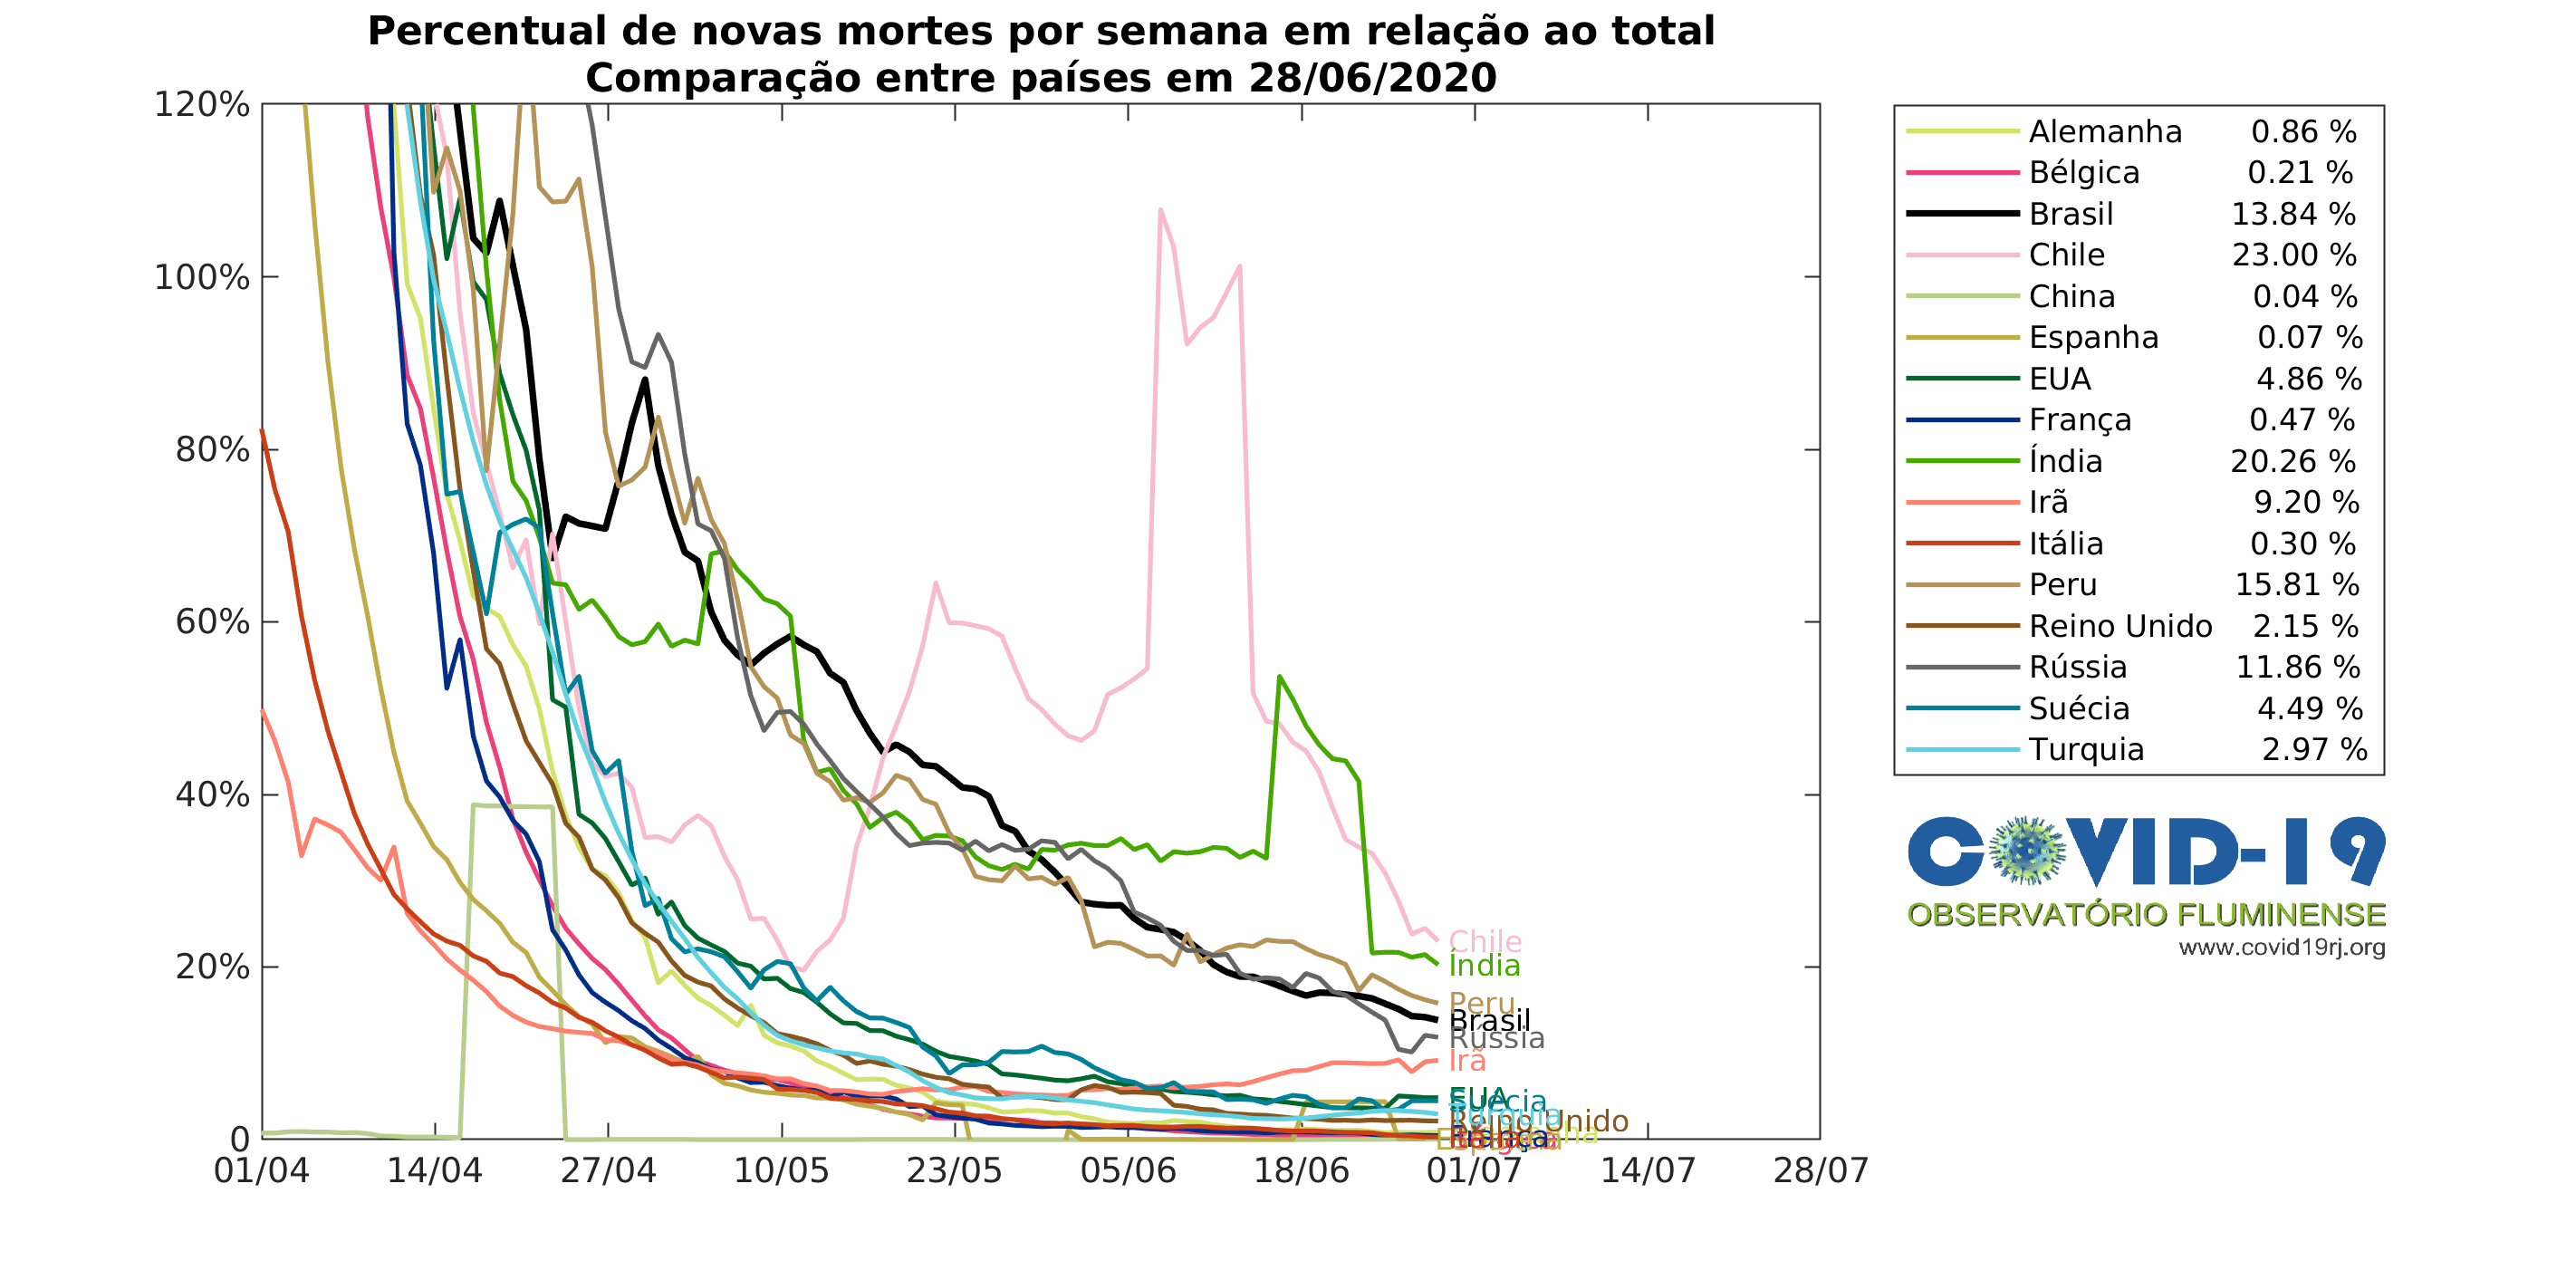 Percentual de novas mortes por semana em relação ao total
Comparação entre países em 28/06/2020
120%
100%
80%
60%
40%
20%
0
01/04 14/04 27/04 10/05 23/05 05/06 18/06 01/07 14/07 28/07
Chile
Índia
Peru
Brasil
Rússia
Irã
EUA
Suécia
Turquia
Reino Unido
França
Alemanha 0.86 %
Bélgica 0.21 %
Brasil 13.84 %
Chile 23.00 %
China 0.04 %
Espanha 0.07 %
EUA 4.86 %
França 0.47 %
Índia 20.26 %
Irã 9.20 %
Itália 0.30 %
Peru 15.81 %
Reino Unido 2.15 %
Rússia 11.86 %
Suécia 4.49 %
Turquia 2.97 %
COVID-19
OBSERVATÓRIO FLUMINENSE
www.covid19rj.org